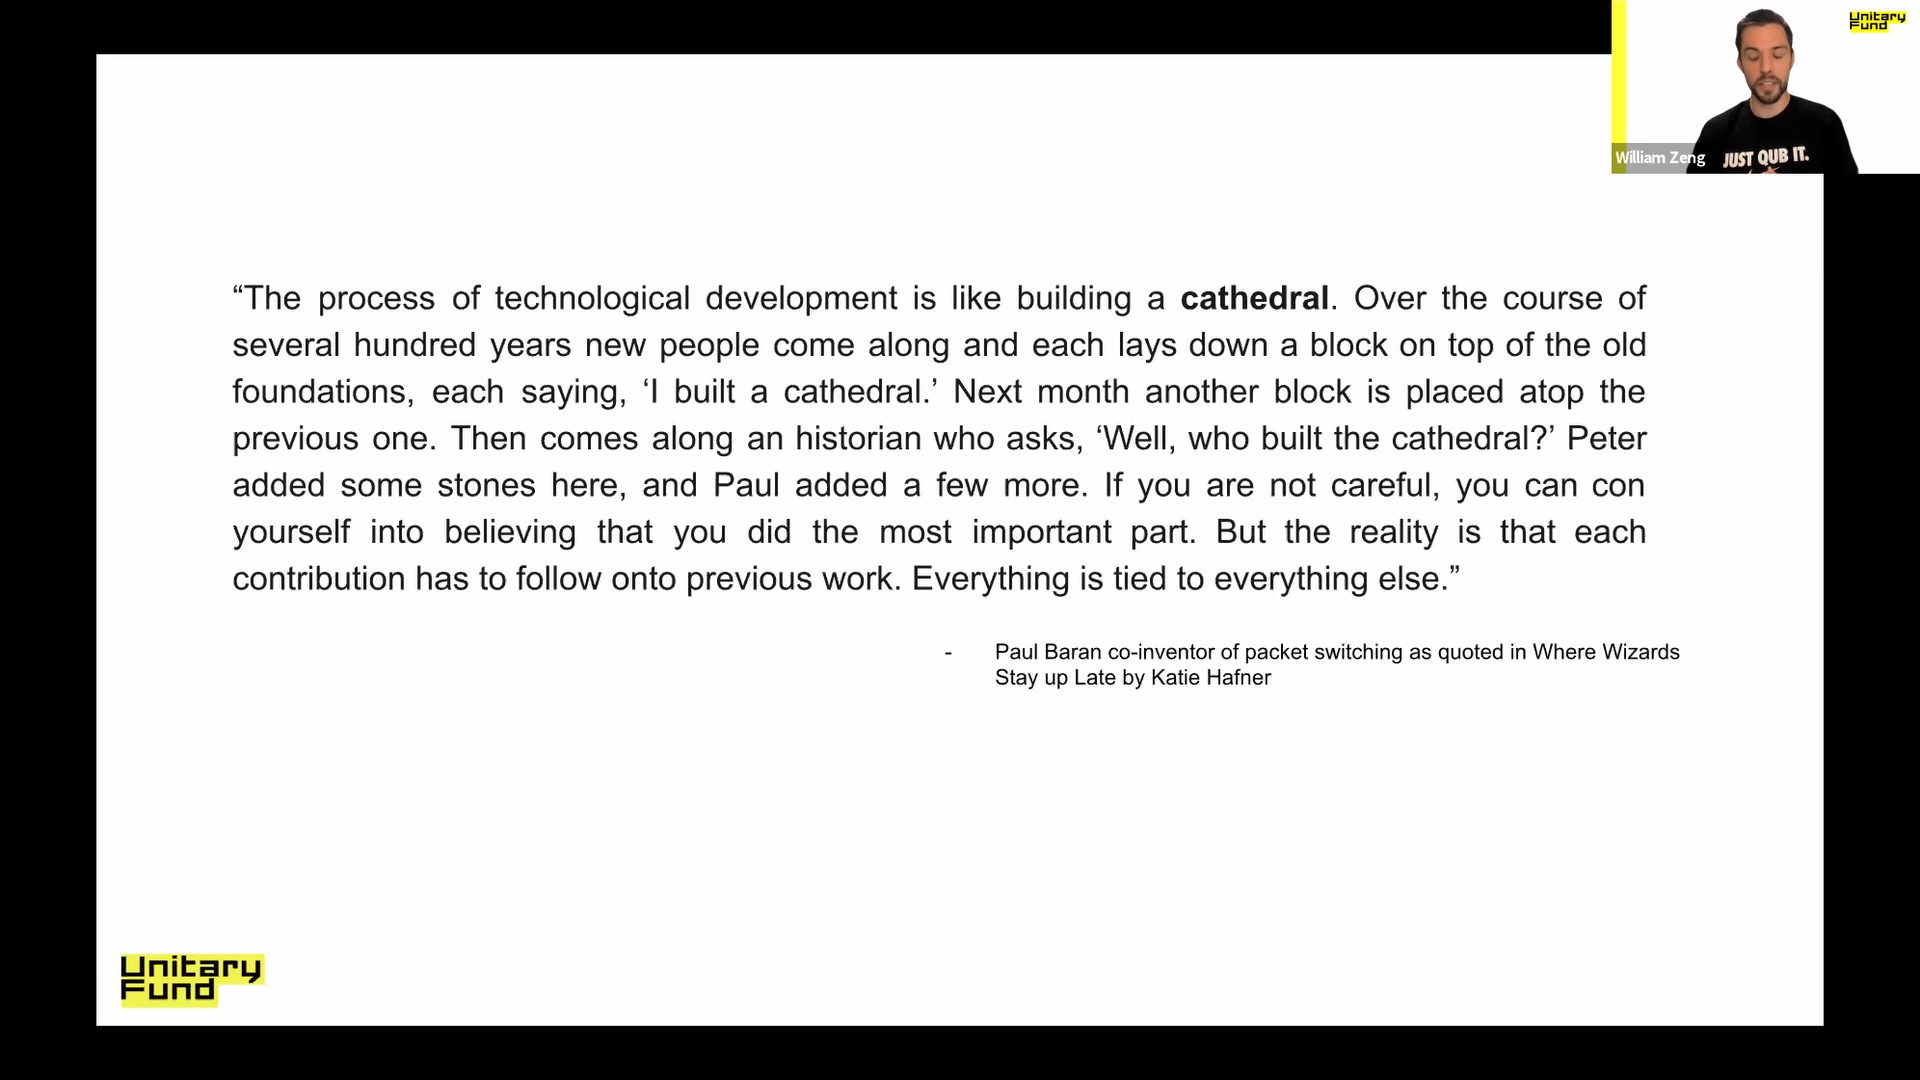 Unitary
Fund
William Zeng
JUST QUB IT.
“The process of technological development is like building a cathedral. Over the course of
several hundred years new people come along and each lays down a block on top of the old
foundations, each saying, ‘I built a cathedral.’ Next month another block is placed atop the
previous one. Then comes along an historian who asks, ‘Well, who built the cathedral?’ Peter
added some stones here, and Paul added a few more. If you are not careful, you can con
yourself into believing that you did the most important part. But the reality is that each
contribution has to follow onto previous work. Everything is tied to everything else.”
- Paul Baran co-inventor of packet switching as quoted in Where Wizards
Stay up Late by Katie Hafner
Unitary
Fund